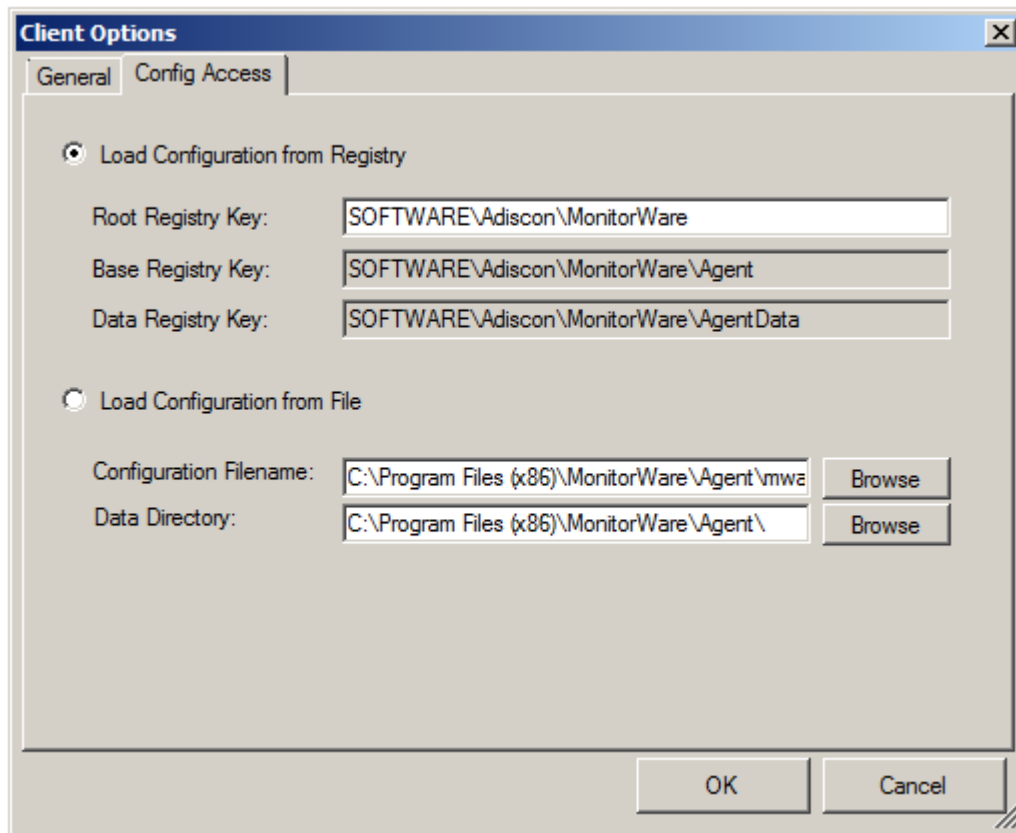 Client Options
General Config Access
Load Configuration from Registry
Root Registry Key: SOFTWARE\Adiscon\MonitorWare
Base Registry Key: SOFTWARE\Adiscon\MonitorWare\Agent
Data Registry Key: SOFTWARE\Adiscon\MonitorWare\AgentData
Load Configuration from File
Configuration Filename: C:\Program Files (x86)\MonitorWare\Agent\mwa Browse
Data Directory: C:\Program Files (x86)\MonitorWare\Agent\ Browse
OK Cancel